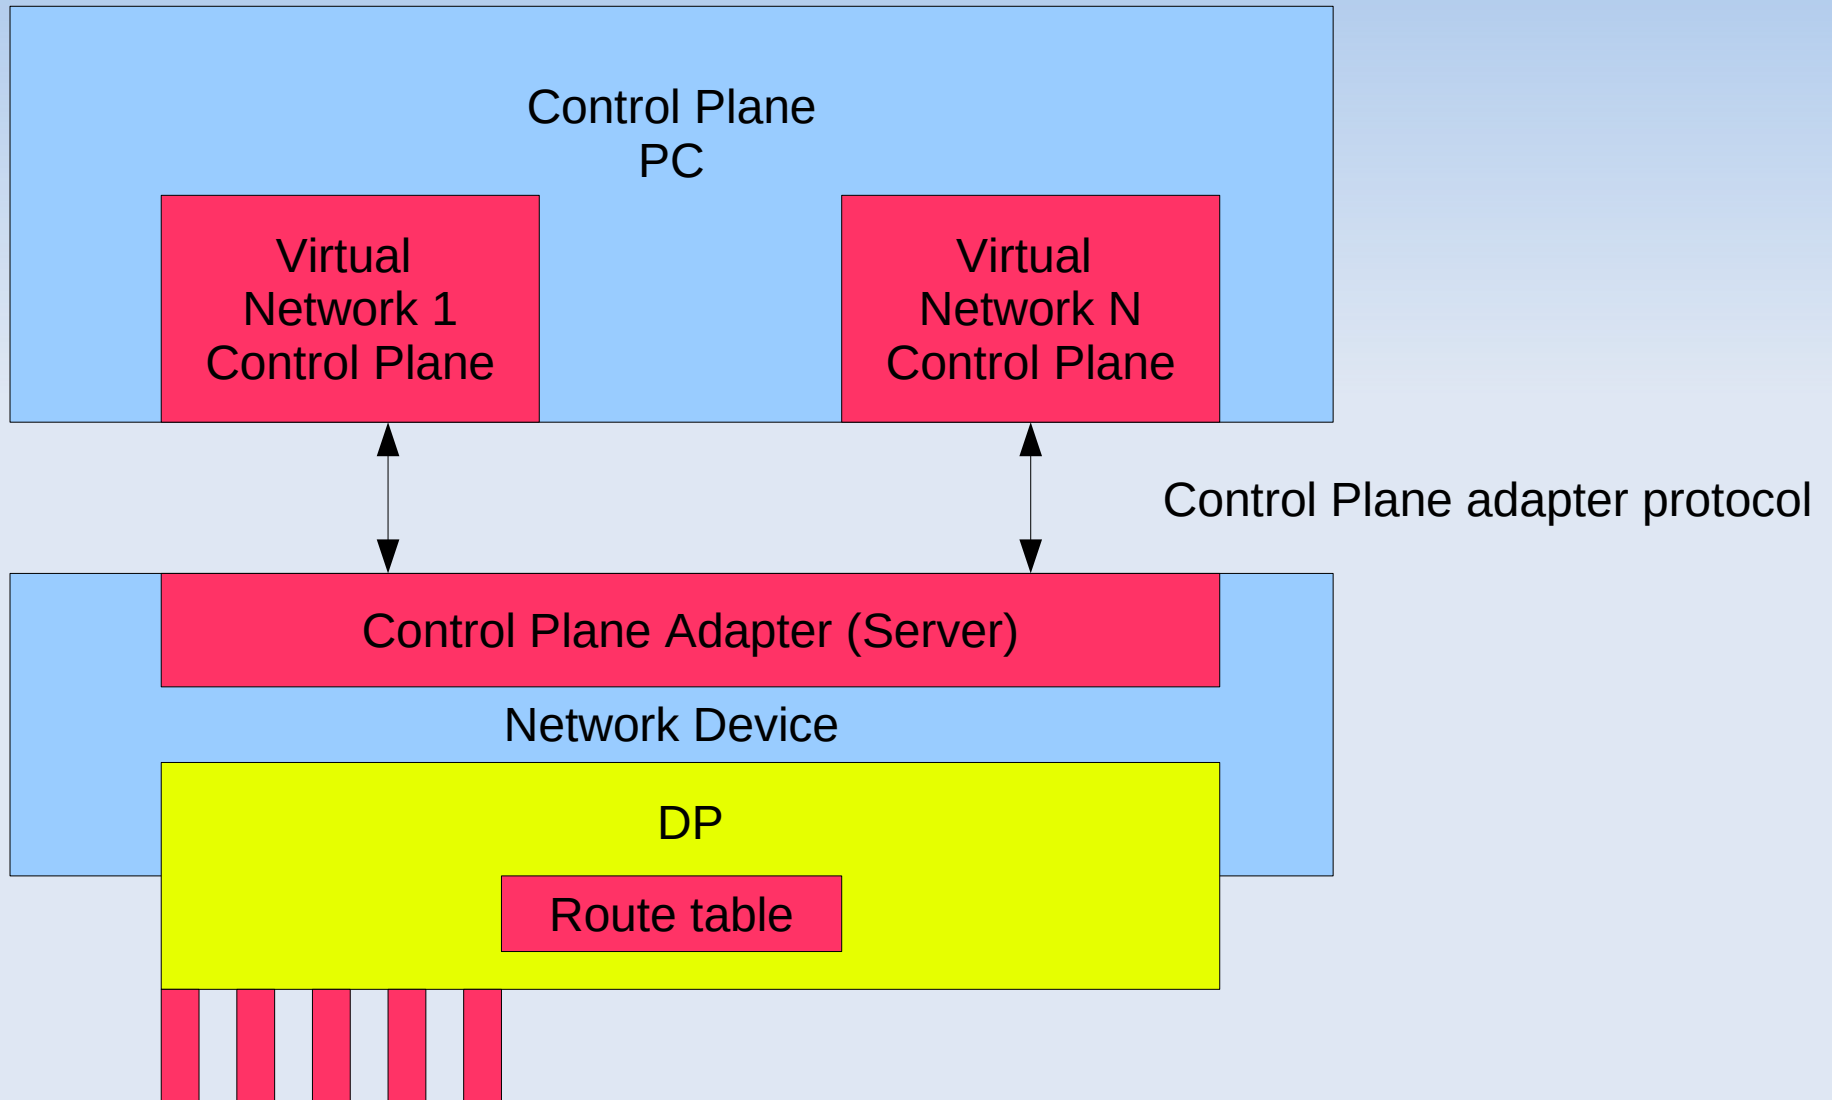 Control Plane
PC
Virtual
Network 1
Control Plane
Virtual
Network N
Control Plane
Control Plane adapter protocol
Control Plane Adapter (Server)
Network Device
DP
Route table